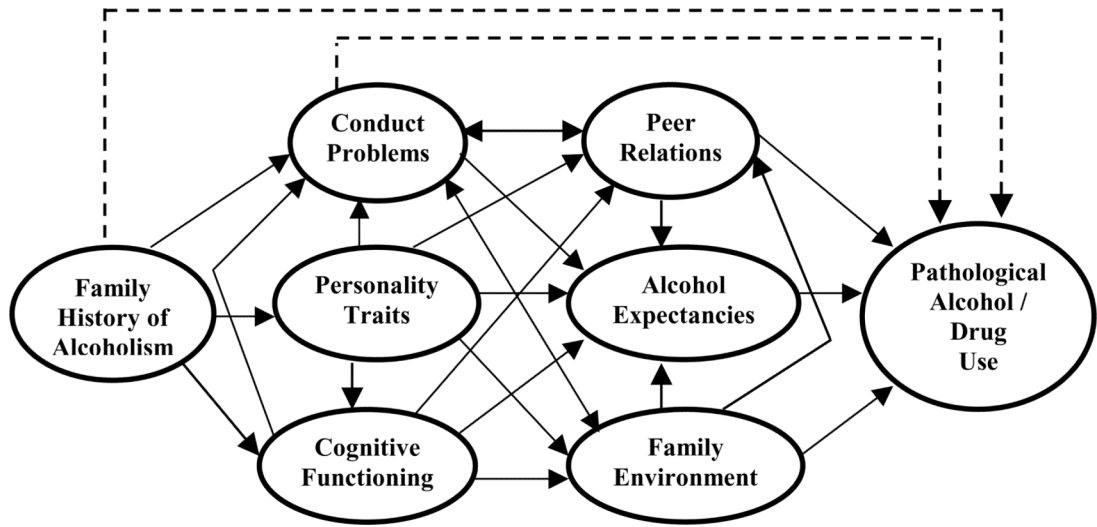 Conduct
Problems
Peer
Relations
Family
History of
Alcoholism
Personality
Traits
Alcohol
Expectancies
Pathological
Alcohol /
Drug
Use
Cognitive
Functioning
Family
Environment